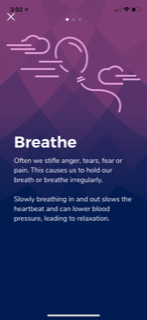 3:02
Breathe
Often we stifle anger, tears, fear or
pain. This causes us to hold our
breath or breathe irregularly.
Slowly breathing in and out slows the
heartbeat and can lower blood
pressure, leading to relaxation.